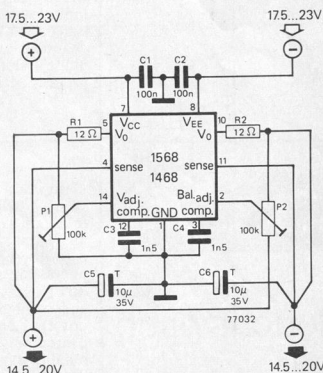 17.5...23V
17.5...23V
+
C1
C2
−
100n
100n
7
8
R1
5
VCC
VEE
10
R2
12 Ω
V0
V0
12 Ω
4
sense
1568
sense
11
1468
P1
14
Vadj.
Bal.adj.
2
P2
comp.
GND
comp.
100k
C3
12
1
3
C4
100k
1n5
1n5
C5
T
C6
T
10µ
10µ
35V
35V
77032
+
−
14.5...20V
14.5...20V